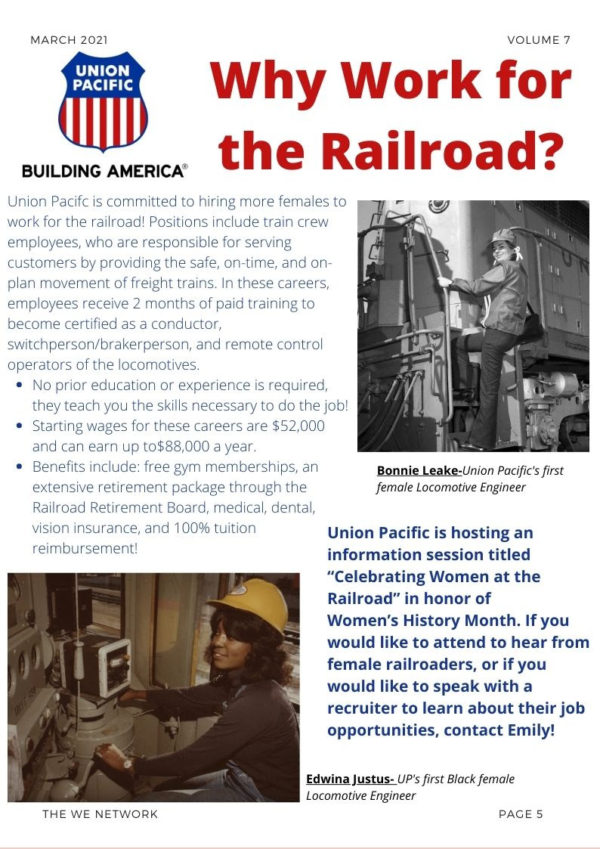 MARCH 2021
VOLUME 7
UNION
PACIFIC
BUILDING AMERICA®
Why Work for
the Railroad?
Union Pacifc is committed to hiring more females to
work for the railroad! Positions include train crew
employees, who are responsible for serving
customers by providing the safe, on-time, and on-
plan movement of freight trains. In these careers,
employees receive 2 months of paid training to
become certified as a conductor,
switchperson/brakerperson, and remote control
operators of the locomotives.
• No prior education or experience is required,
they teach you the skills necessary to do the job!
• Starting wages for these careers are $52,000
and can earn up to$88,000 a year.
• Benefits include: free gym memberships, an
extensive retirement package through the
Railroad Retirement Board, medical, dental,
vision insurance, and 100% tuition
reimbursement!
Bonnie Leake-Union Pacific's first
female Locomotive Engineer
Union Pacific is hosting an
information session titled
“Celebrating Women at the
Railroad” in honor of
Women’s History Month. If you
would like to attend to hear from
female railroaders, or if you
would like to speak with a
recruiter to learn about their job
opportunities, contact Emily!
Edwina Justus- UP's first Black female
Locomotive Engineer
THE WE NETWORK
PAGE 5